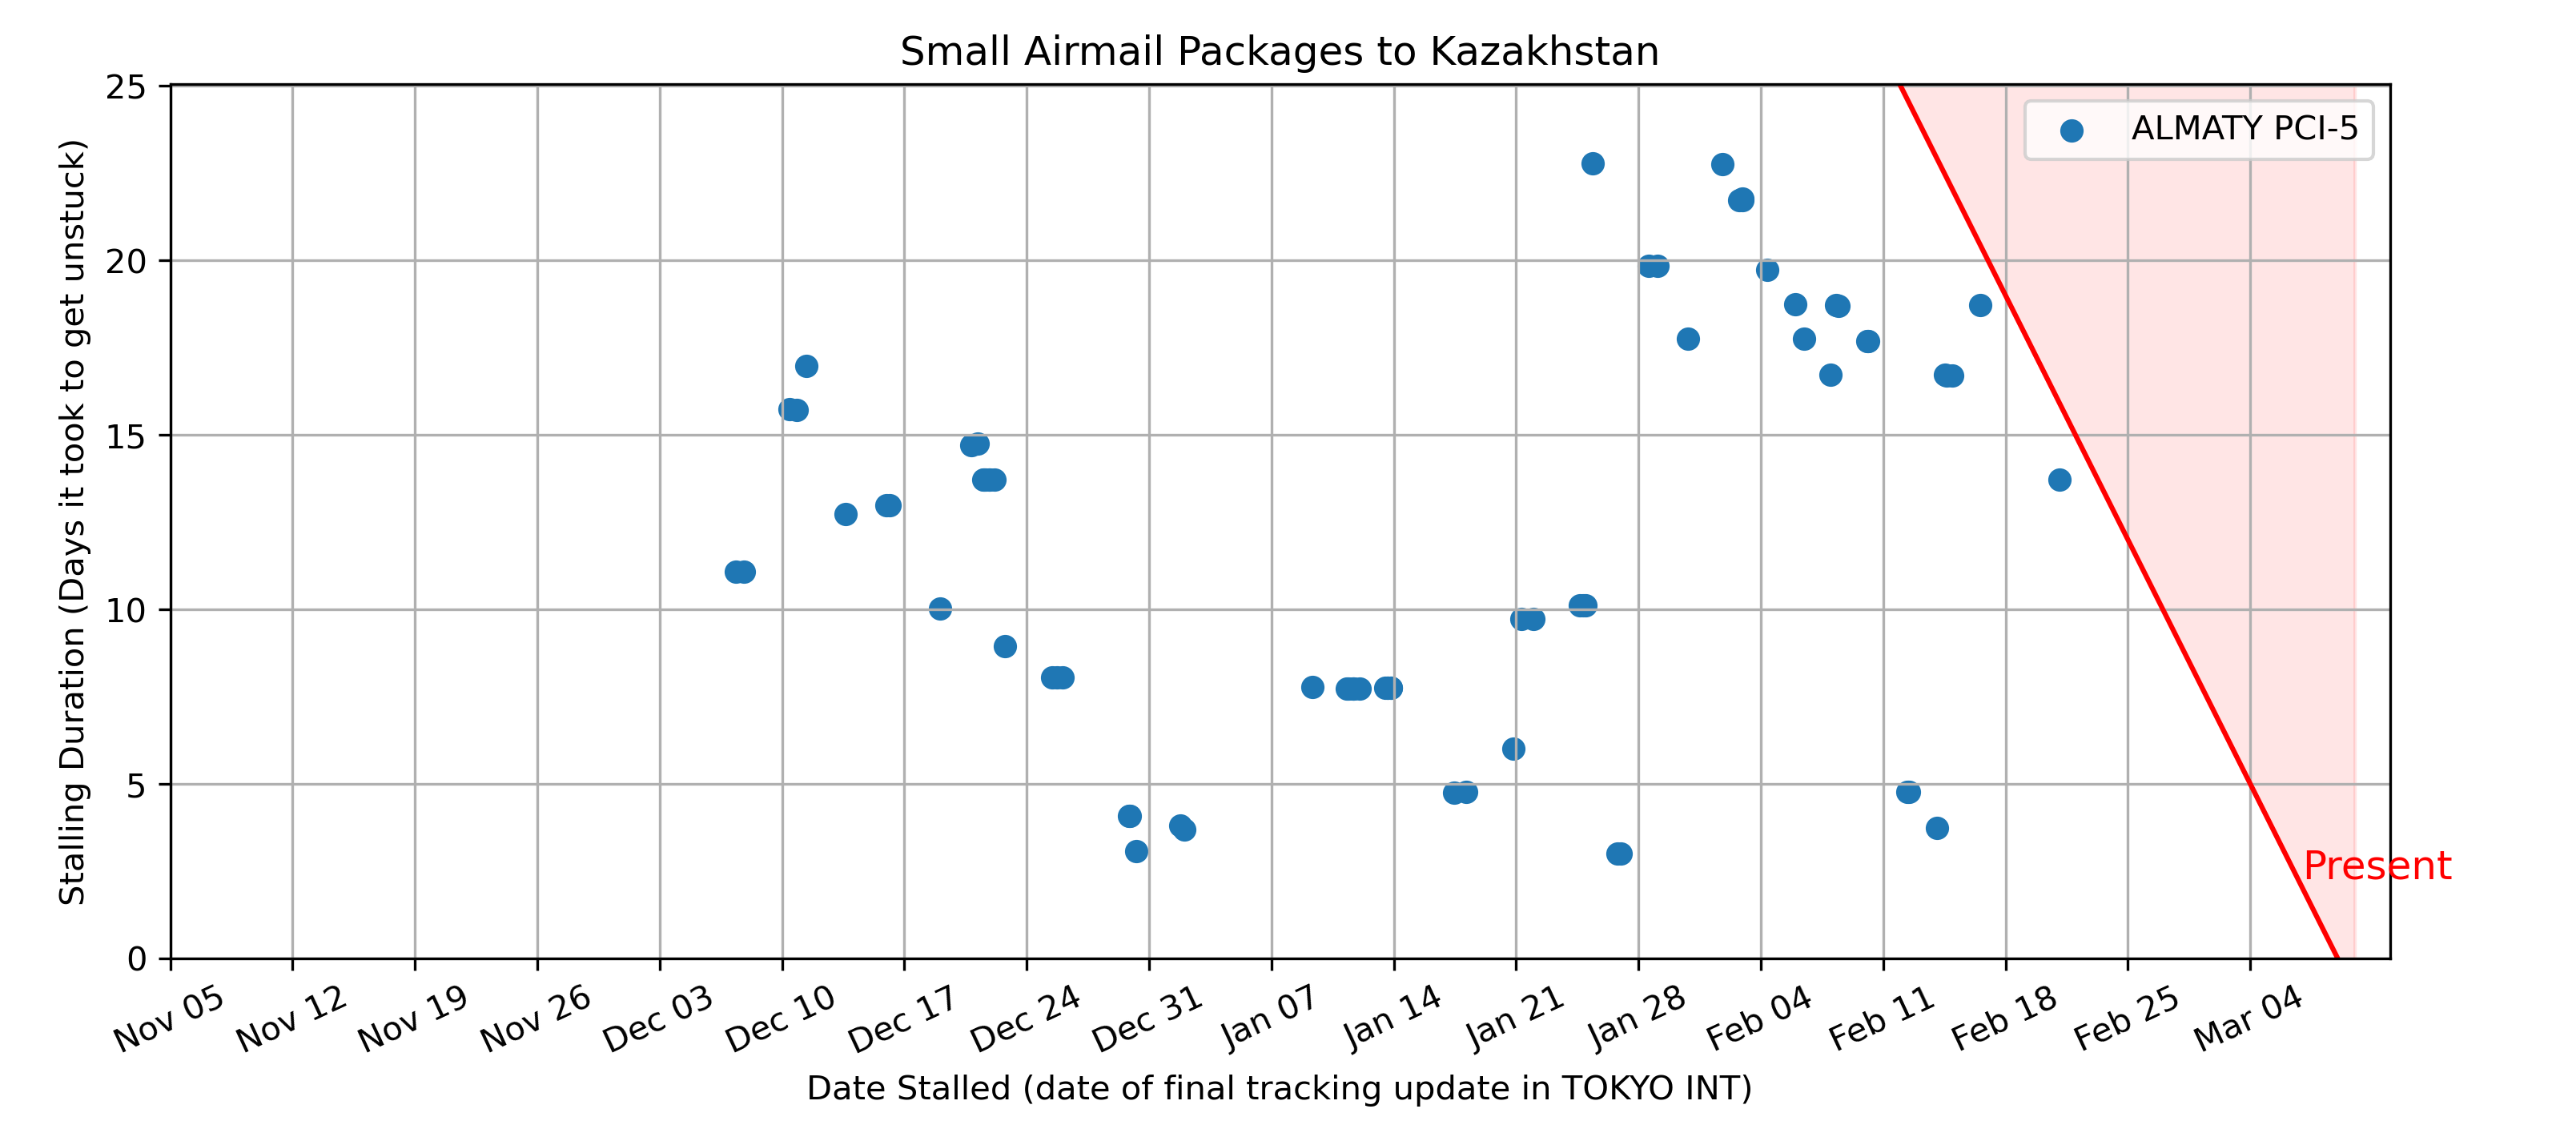 Small Airmail Packages to Kazakhstan
ALMATY PCI-5
Stalling Duration (Days it took to get unstuck)
25
20
15
10
5
0
Present
Nov 05
Nov 12
Nov 19
Nov 26
Dec 03
Dec 10
Dec 17
Dec 24
Dec 31
Jan 07
Jan 14
Jan 21
Jan 28
Feb 04
Feb 11
Feb 18
Feb 25
Mar 04
Date Stalled (date of final tracking update in TOKYO INT)